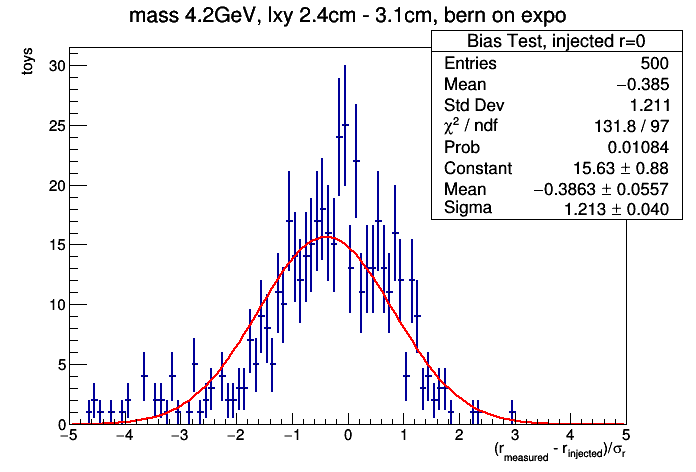 mass 4.2GeV, lxy 2.4cm - 3.1cm, bern on expo
Bias Test, injected r=0
Entries 500
Mean −0.385
Std Dev 1.211
χ² / ndf 131.8 / 97
Prob 0.01084
Constant 15.63 ± 0.88
Mean −0.3863 ± 0.0557
Sigma 1.213 ± 0.040
toys
30
25
20
15
10
5
0
−5 −4 −3 −2 −1 0 1 2 3 4 5
(r_measured - r_injected)/σ_r